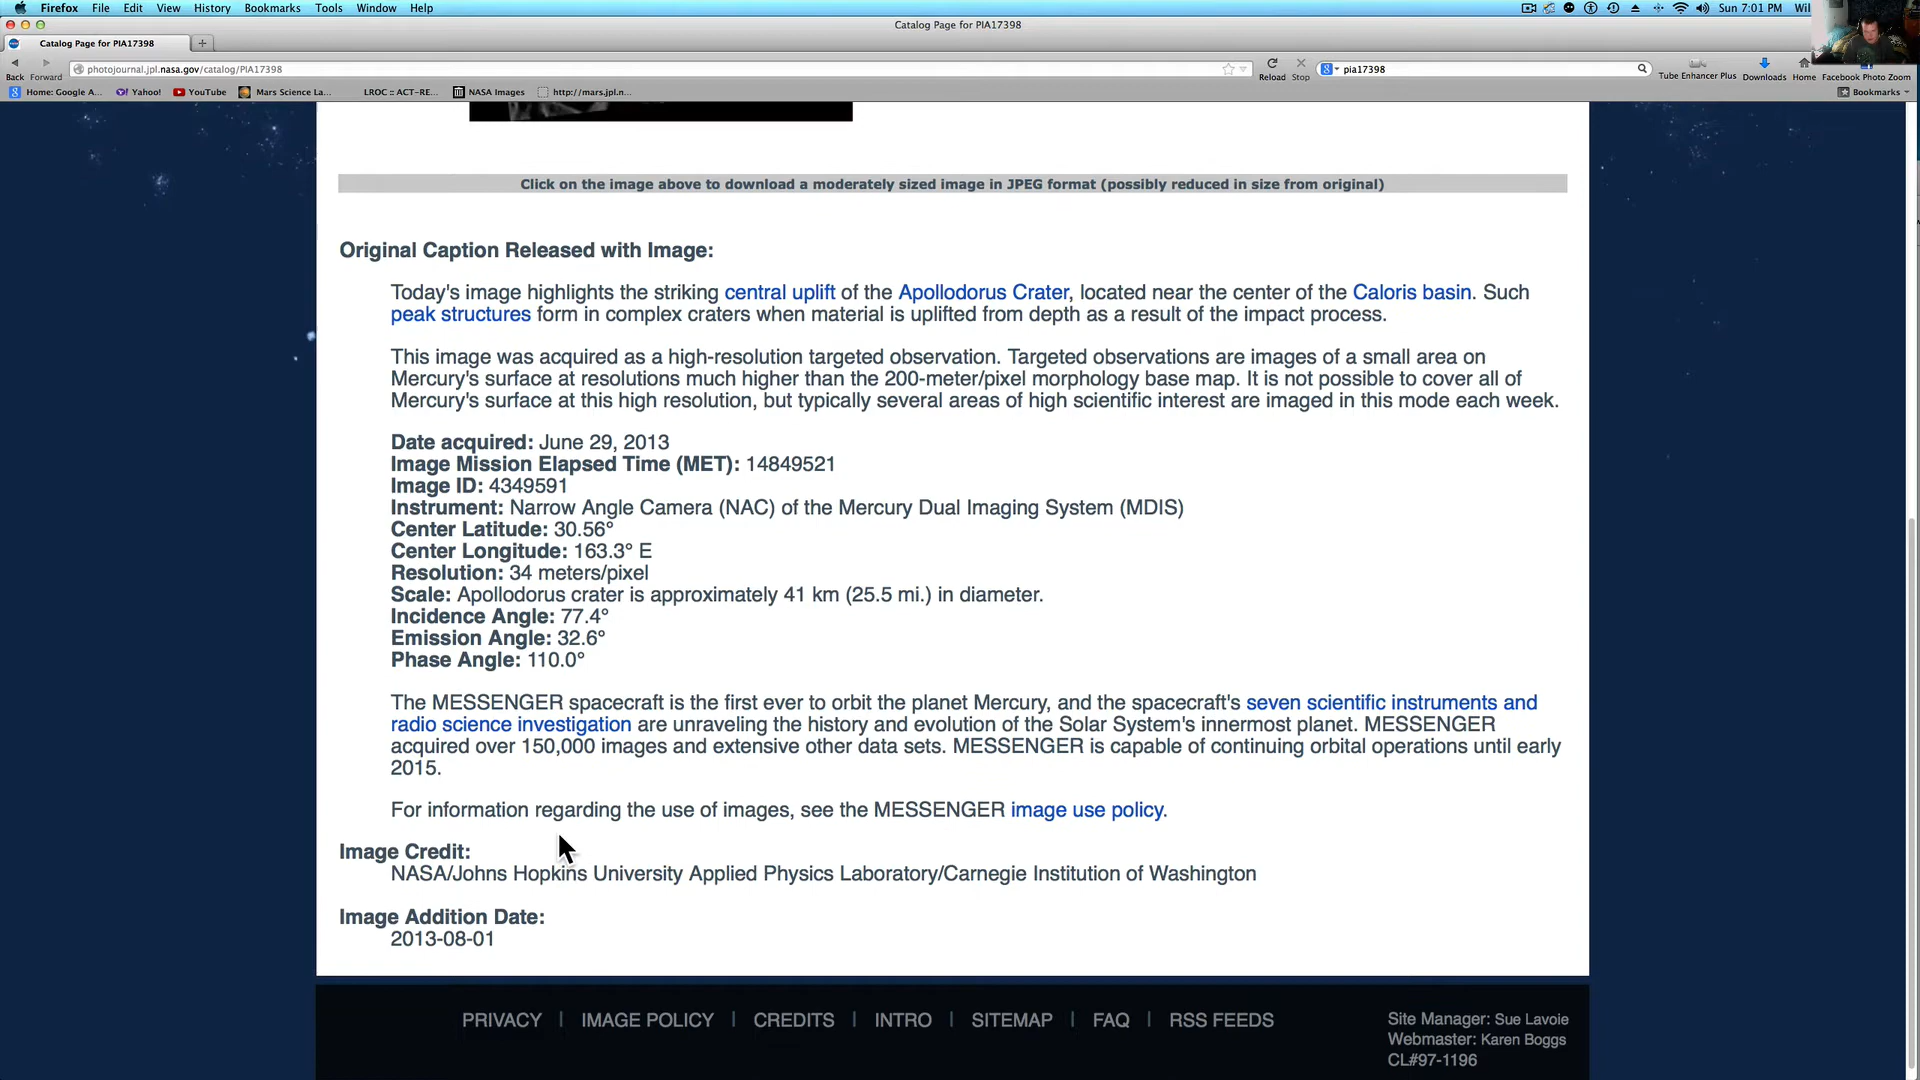 Firefox File Edit View History Bookmarks Tools Window Help Sun 7:01 PM Wil
Catalog Page for PIA17398
Catalog Page for PIA17398
Back Forward photojournal.jpl.nasa.gov/catalog/PIA17398 Reload Stop pia17398 Tube Enhancer Plus Downloads Home Facebook Photo Zoom
Home: Google A... Yahoo! YouTube Mars Science La... LROC :: ACT-RE... NASA Images http://mars.jpl.n... Bookmarks
Click on the image above to download a moderately sized image in JPEG format (possibly reduced in size from original)
Original Caption Released with Image:
Today's image highlights the striking central uplift of the Apollodorus Crater, located near the center of the Caloris basin. Such
peak structures form in complex craters when material is uplifted from depth as a result of the impact process.
This image was acquired as a high-resolution targeted observation. Targeted observations are images of a small area on
Mercury's surface at resolutions much higher than the 200-meter/pixel morphology base map. It is not possible to cover all of
Mercury's surface at this high resolution, but typically several areas of high scientific interest are imaged in this mode each week.
Date acquired: June 29, 2013
Image Mission Elapsed Time (MET): 14849521
Image ID: 4349591
Instrument: Narrow Angle Camera (NAC) of the Mercury Dual Imaging System (MDIS)
Center Latitude: 30.56°
Center Longitude: 163.3° E
Resolution: 34 meters/pixel
Scale: Apollodorus crater is approximately 41 km (25.5 mi.) in diameter.
Incidence Angle: 77.4°
Emission Angle: 32.6°
Phase Angle: 110.0°
The MESSENGER spacecraft is the first ever to orbit the planet Mercury, and the spacecraft's seven scientific instruments and
radio science investigation are unraveling the history and evolution of the Solar System's innermost planet. MESSENGER
acquired over 150,000 images and extensive other data sets. MESSENGER is capable of continuing orbital operations until early
2015.
For information regarding the use of images, see the MESSENGER image use policy.
Image Credit:
NASA/Johns Hopkins University Applied Physics Laboratory/Carnegie Institution of Washington
Image Addition Date:
2013-08-01
PRIVACY | IMAGE POLICY | CREDITS | INTRO | SITEMAP | FAQ | RSS FEEDS
Site Manager: Sue Lavoie
Webmaster: Karen Boggs
CL#97-1196